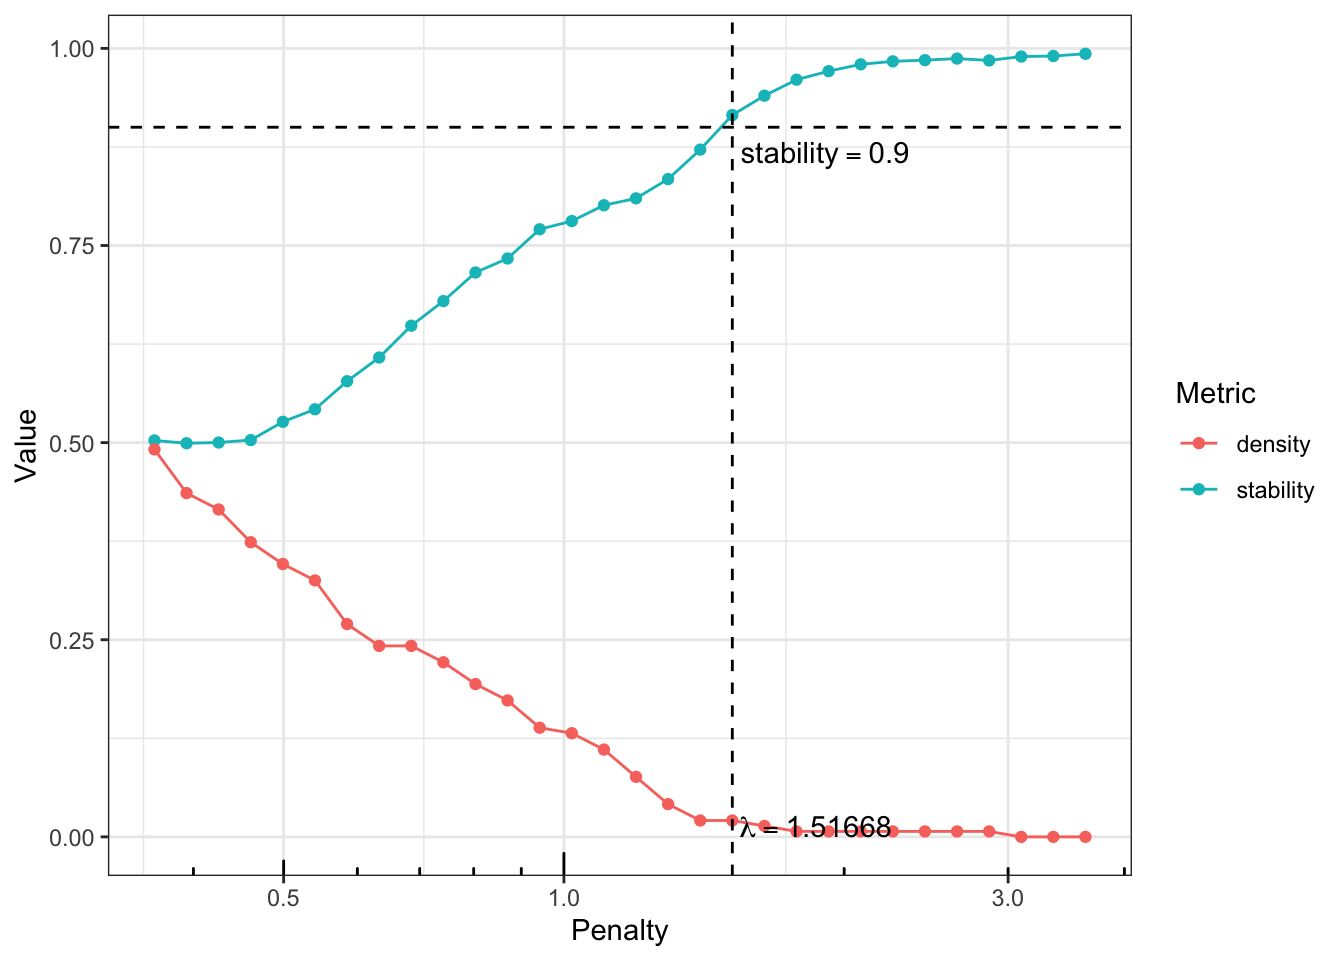 1.00
0.75
0.50
0.25
0.00
Value
stability = 0.9
λ = 1.51668
0.5
1.0
3.0
Penalty
Metric
density
stability